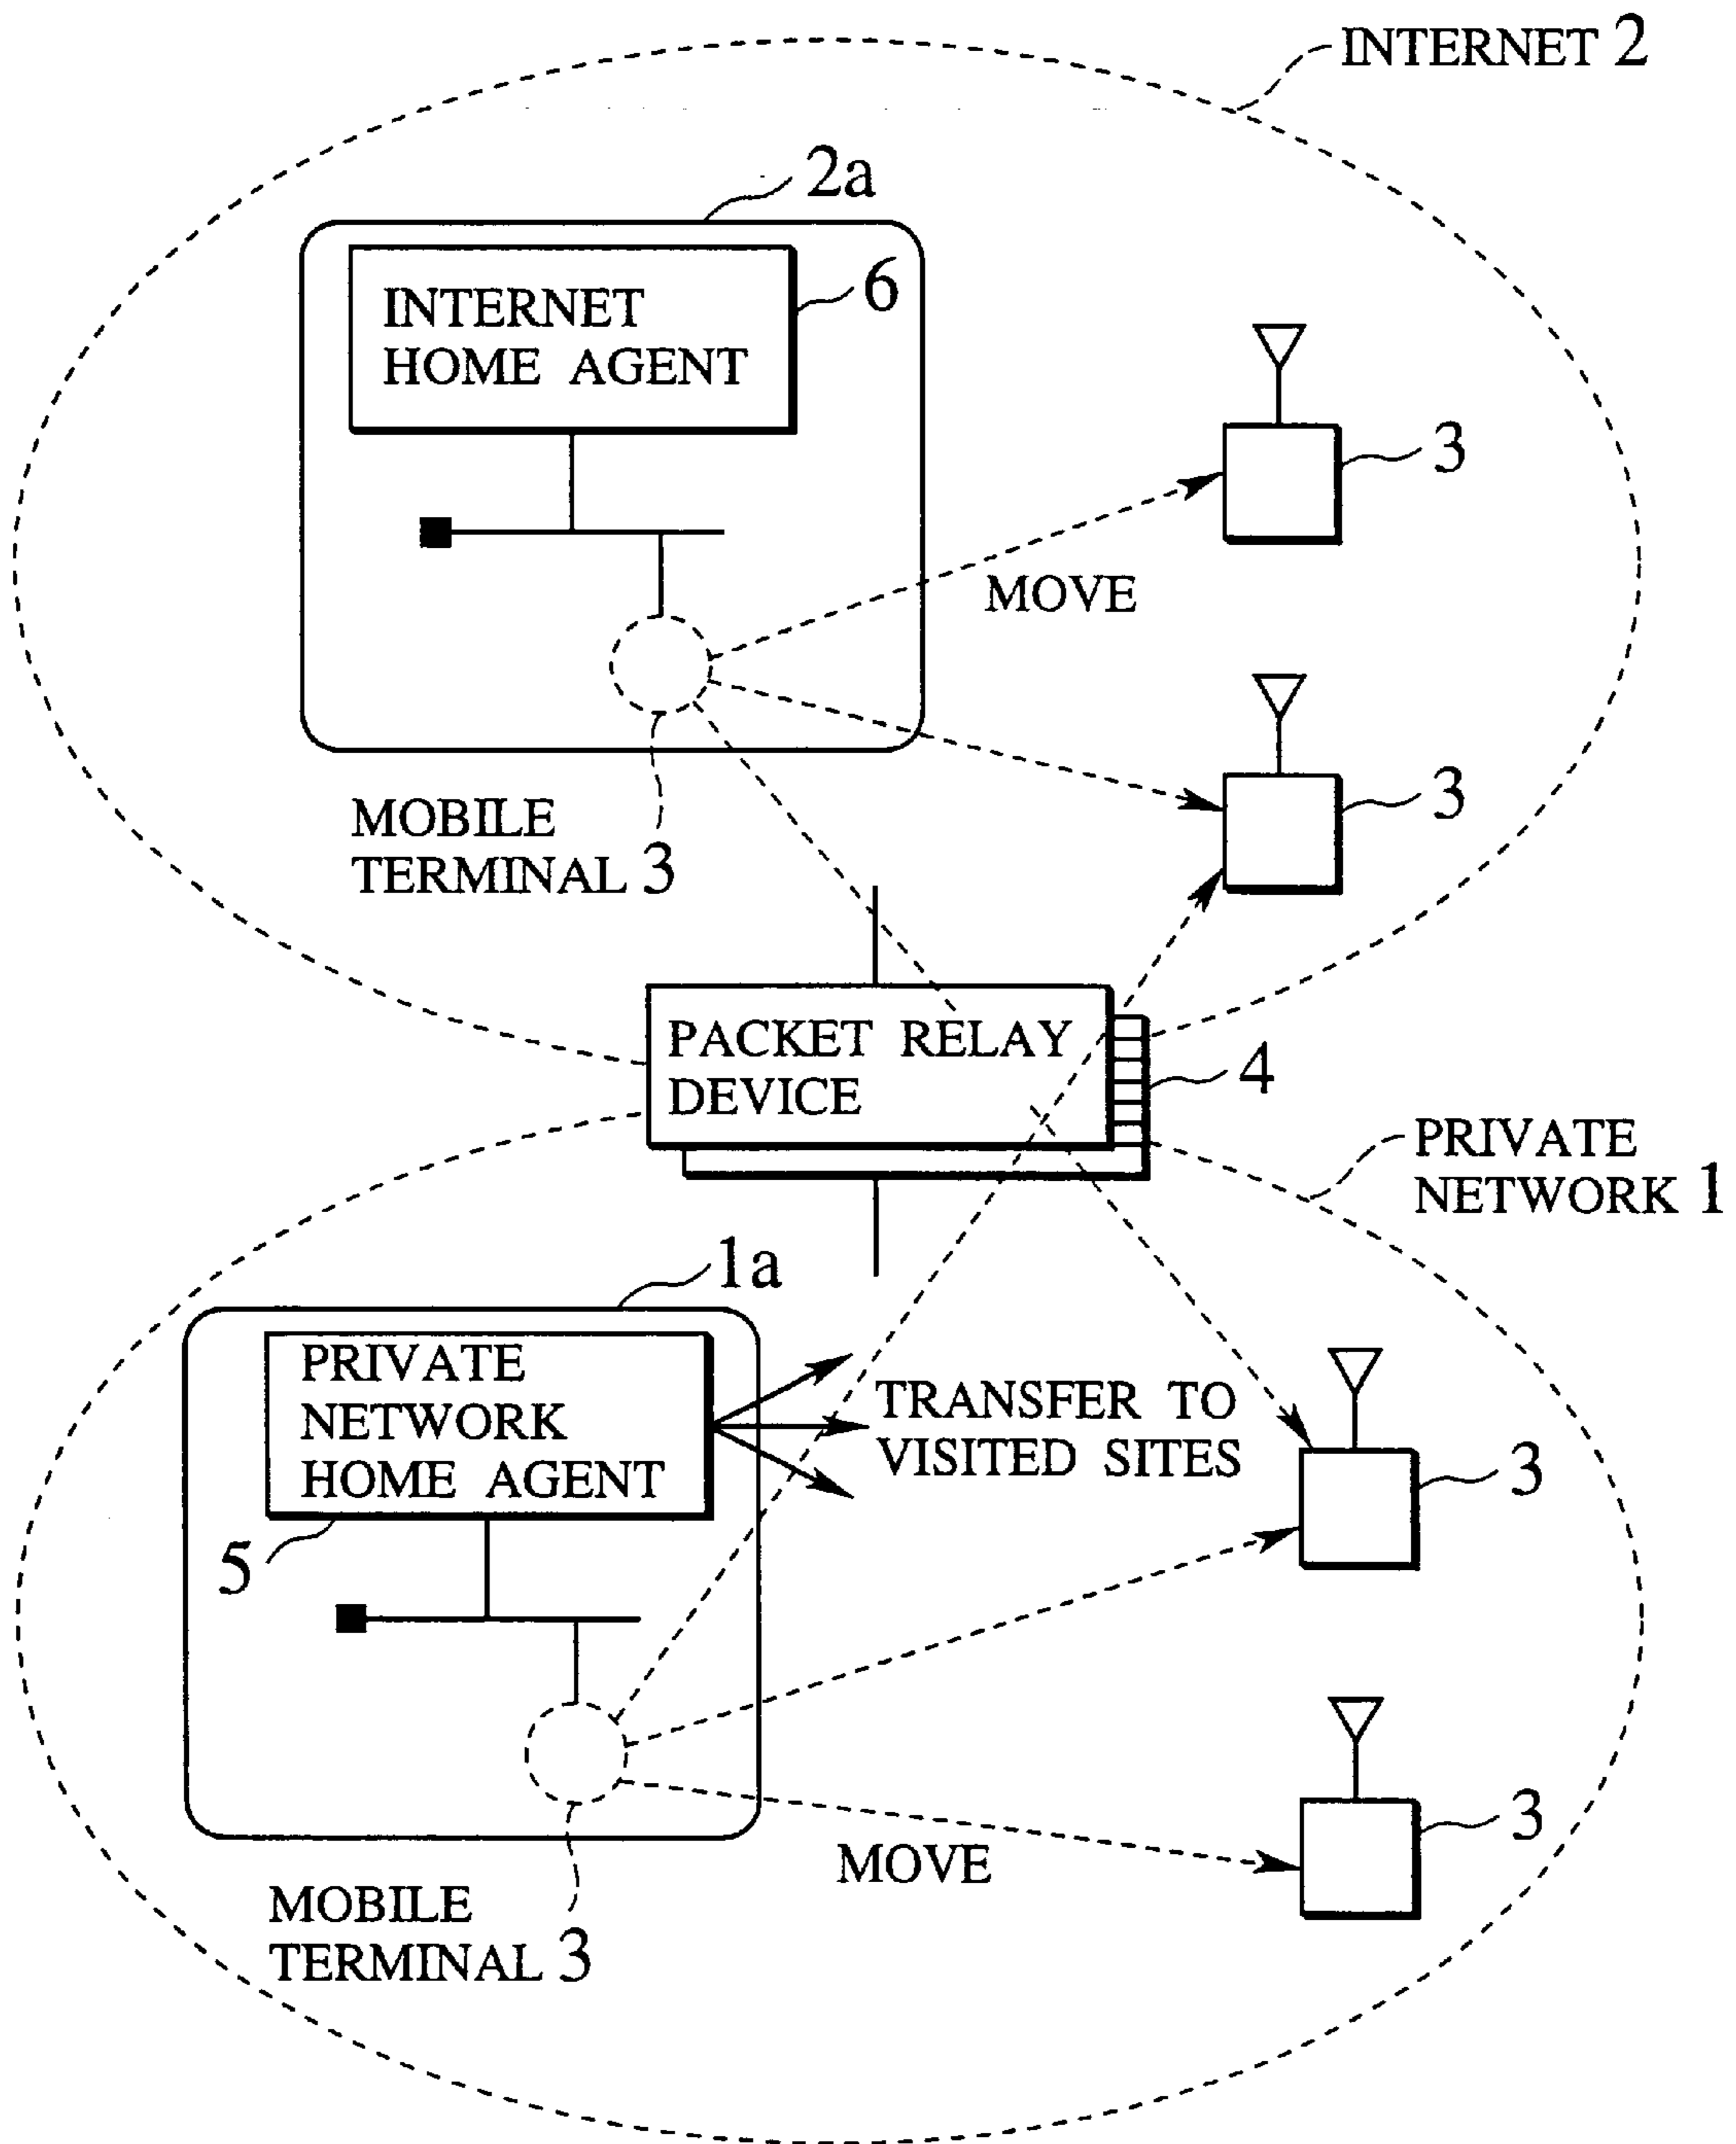 INTERNET 2
2a
INTERNET
HOME AGENT
6
3
MOVE
3
MOBILE
TERMINAL 3
PACKET RELAY
DEVICE
4
PRIVATE
NETWORK 1
1a
PRIVATE
NETWORK
HOME AGENT
TRANSFER TO
VISITED SITES
3
5
3
MOVE
MOBILE
TERMINAL 3